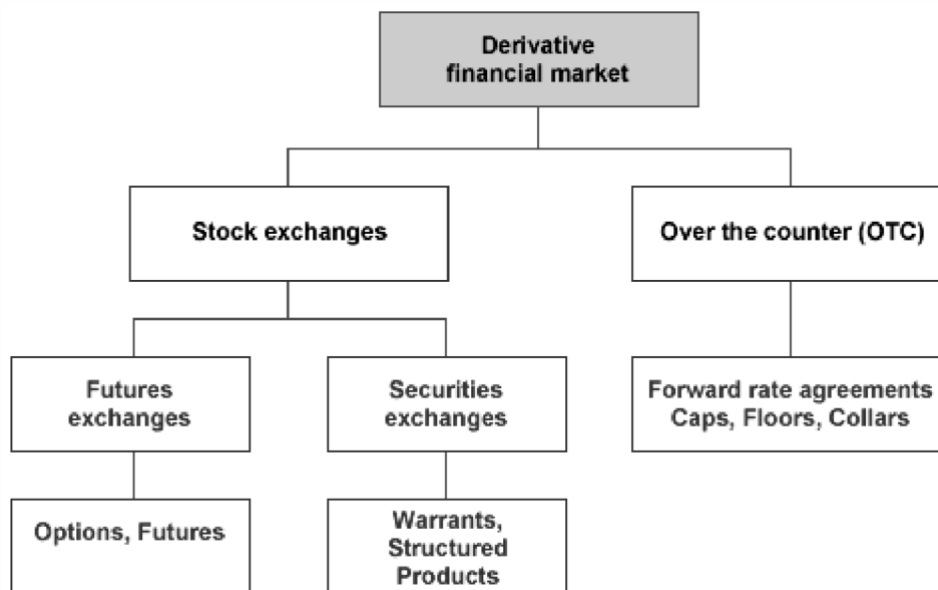 Derivative
financial market
Stock exchanges
Over the counter (OTC)
Futures
exchanges
Securities
exchanges
Forward rate agreements
Caps, Floors, Collars
Options, Futures
Warrants,
Structured
Products